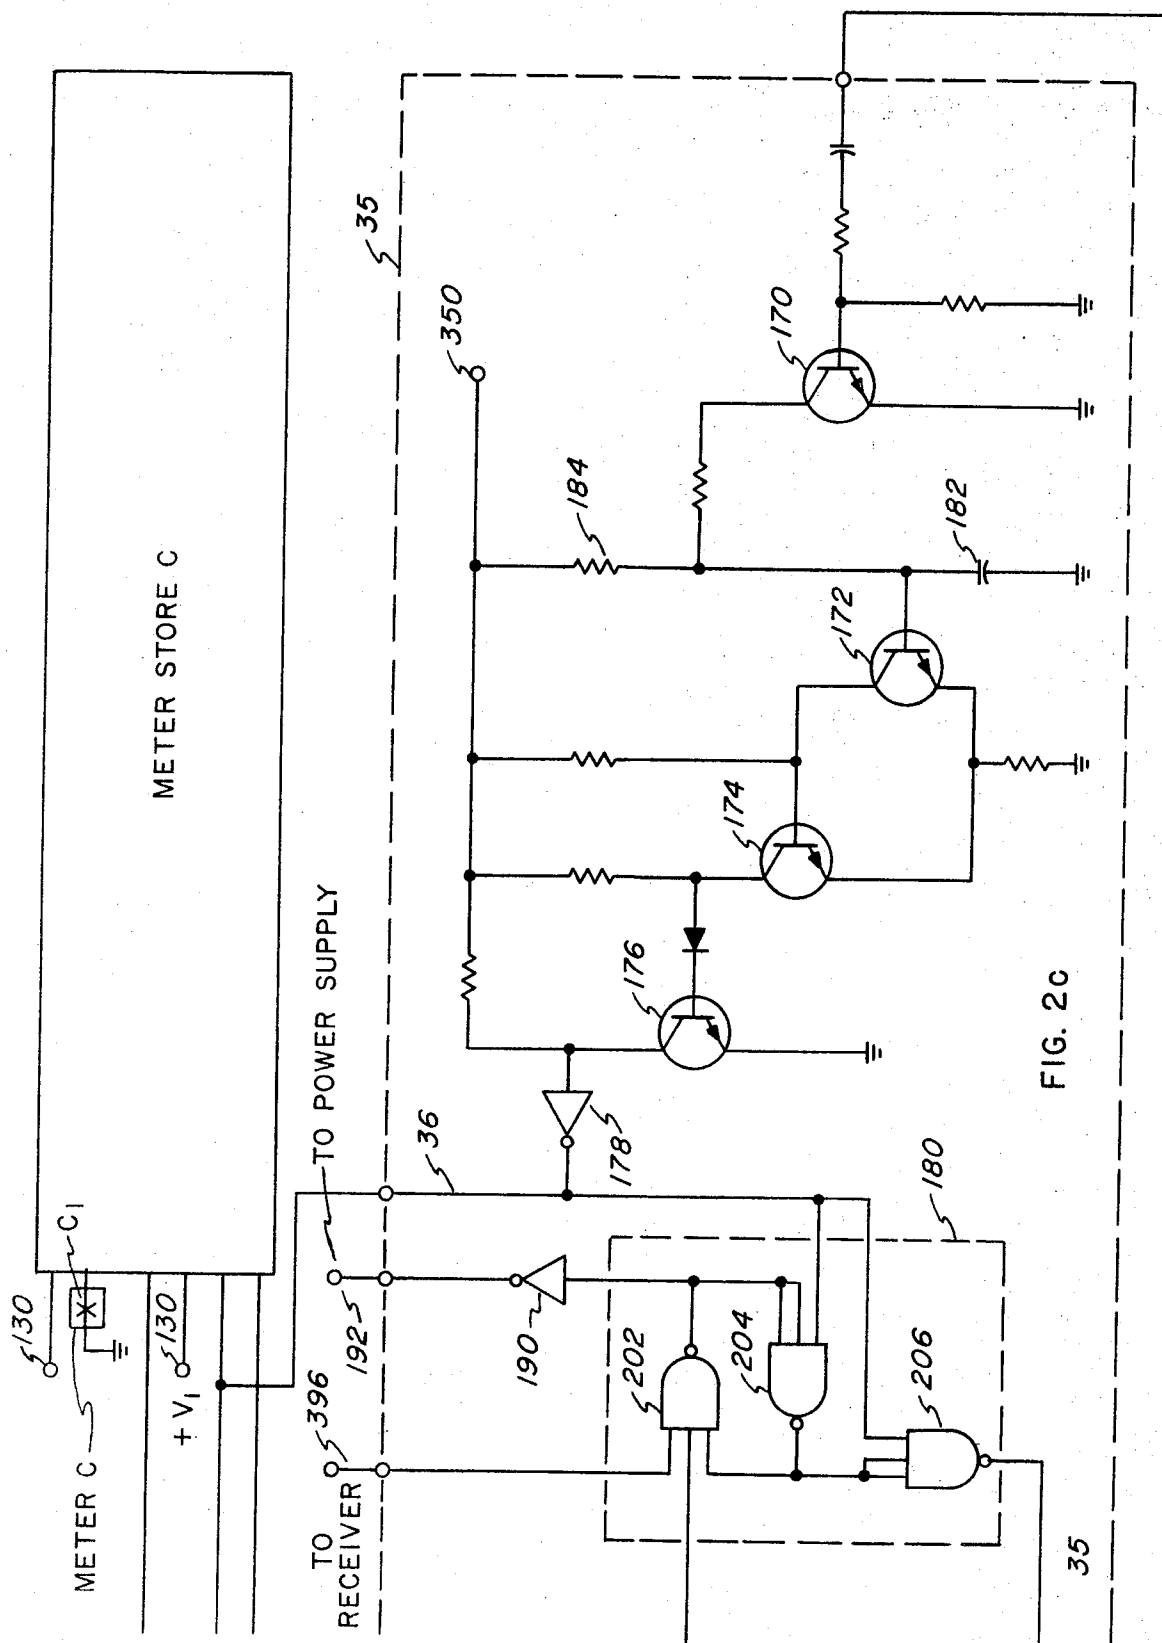 METER STORE C
130
C1
METER C
130
+ V1
TO POWER SUPPLY
192
396
TO
RECEIVER
35
350
184
170
182
172
174
176
178
36
190
180
202
204
206
35
FIG. 2c